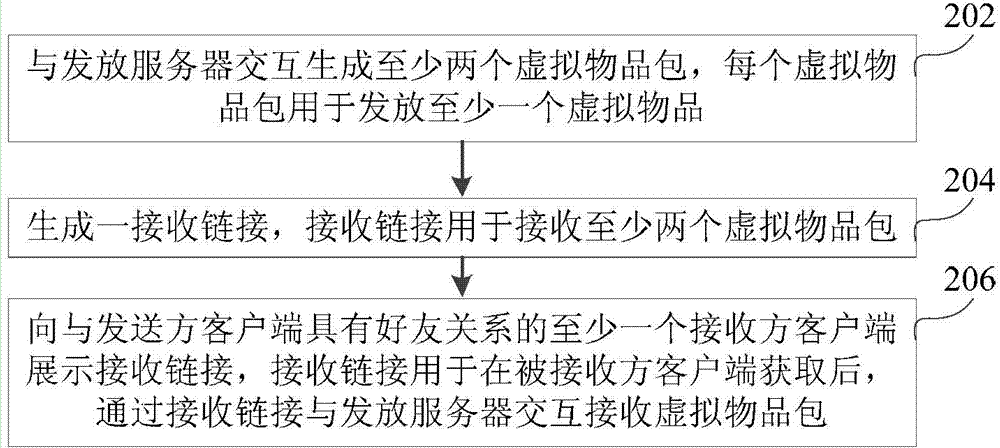 202
与发放服务器交互生成至少两个虚拟物品包，每个虚拟物
品包用于发放至少一个虚拟物品
204
生成一接收链接，接收链接用于接收至少两个虚拟物品包
206
向与发送方客户端具有好友关系的至少一个接收方客户端
展示接收链接，接收链接用于在被接收方客户端获取后，
通过接收链接与发放服务器交互接收虚拟物品包